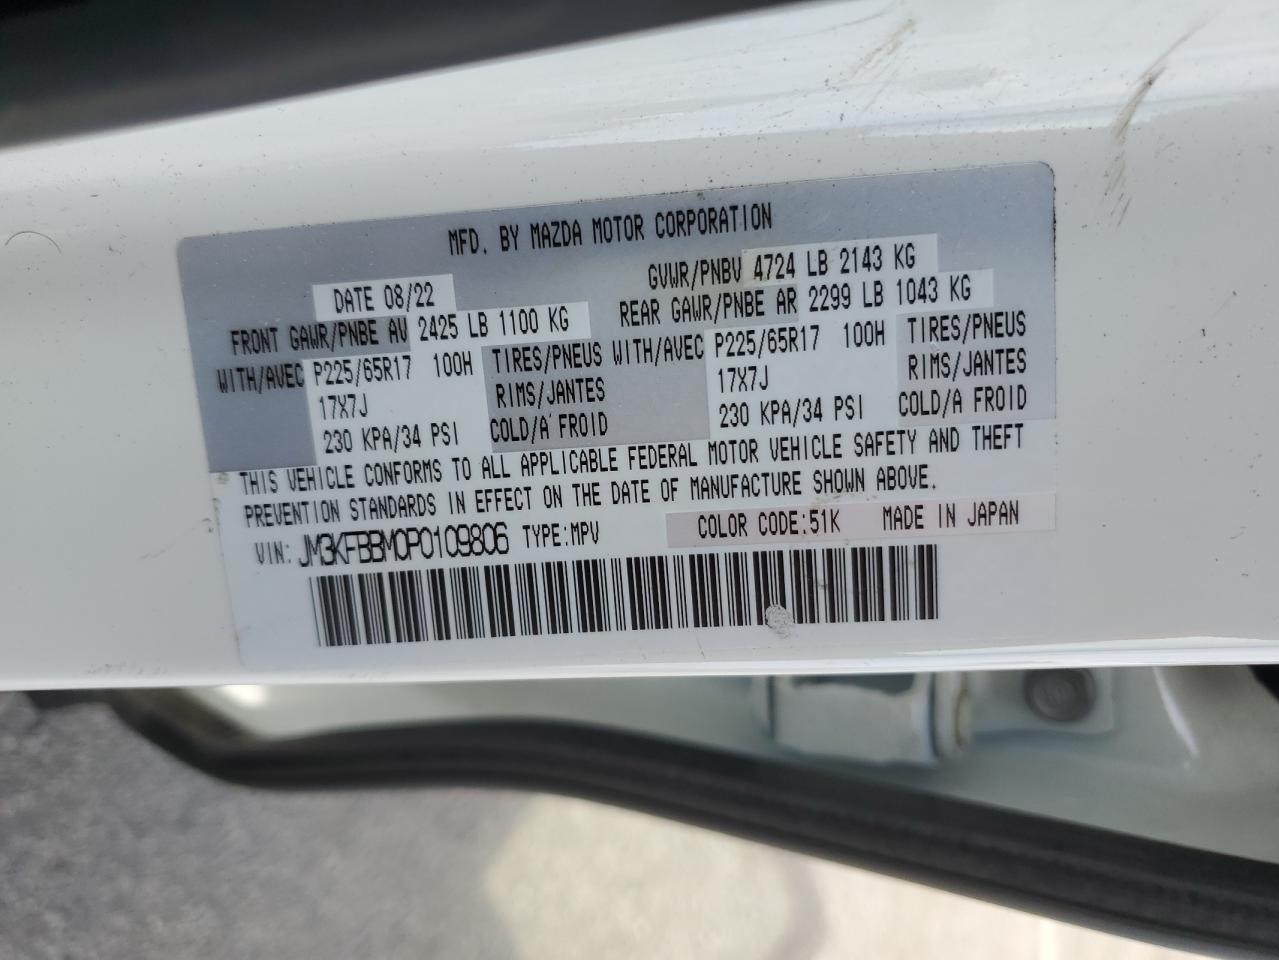 MFD. BY MAZDA MOTOR CORPORATION
GVWR/PNBV 4724 LB 2143 KG
DATE 08/22
FRONT GAWR/PNBE AV 2425 LB 1100 KG REAR GAWR/PNBE AR 2299 LB 1043 KG
WITH/AVEC P225/65R17 100H TIRES/PNEUS WITH/AVEC P225/65R17 100H TIRES/PNEUS
17X7J RIMS/JANTES 17X7J RIMS/JANTES
230 KPA/34 PSI COLD/A FROID 230 KPA/34 PSI COLD/A FROID
THIS VEHICLE CONFORMS TO ALL APPLICABLE FEDERAL MOTOR VEHICLE SAFETY AND THEFT
PREVENTION STANDARDS IN EFFECT ON THE DATE OF MANUFACTURE SHOWN ABOVE.
VIN: JM3KFBBM0P0109806 TYPE:MPV COLOR CODE:51K MADE IN JAPAN